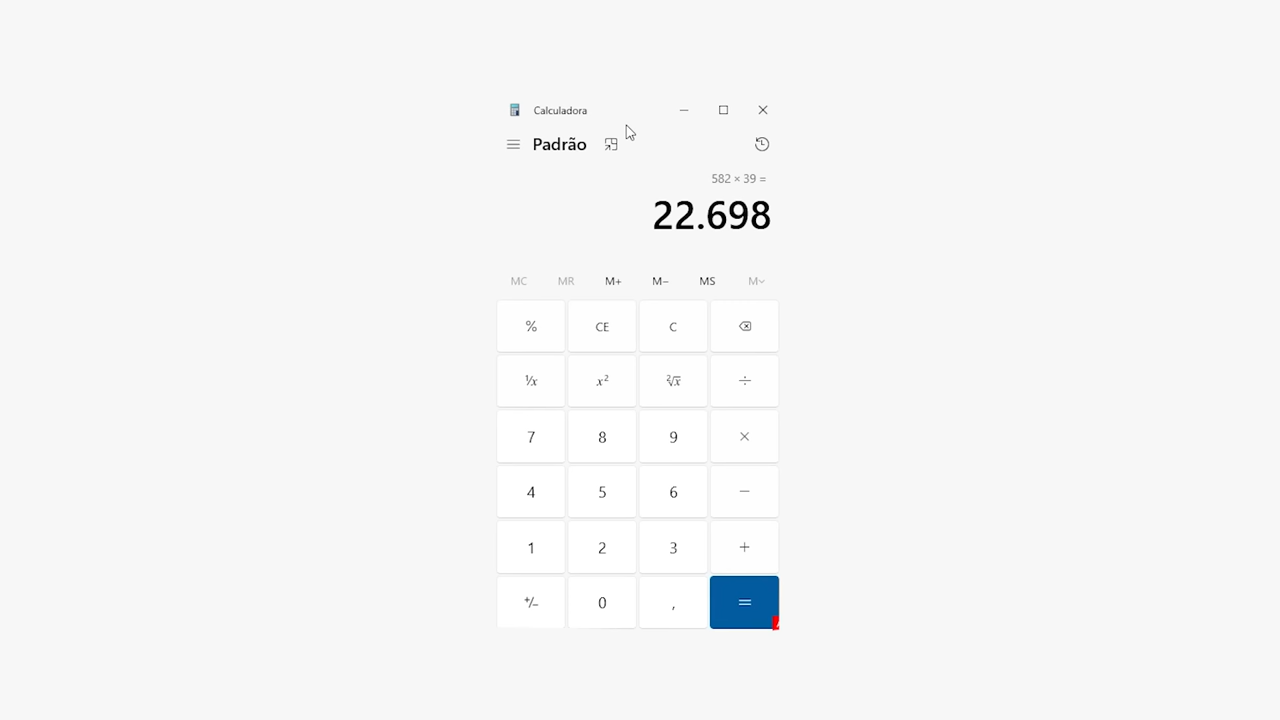 Calculadora
Padrão
582 × 39 =
22.698
MC MR M+ M− MS M
% CE C
¹/x x² ²√x ÷
7 8 9 ×
4 5 6 −
1 2 3 +
+/− 0 , =